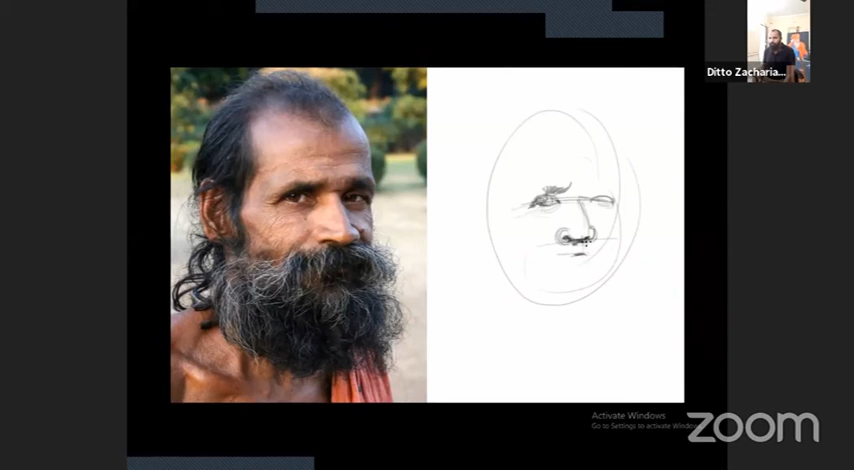 Ditto Zacharia...
Activate Windows
Go to Settings to activate Windows
zoom